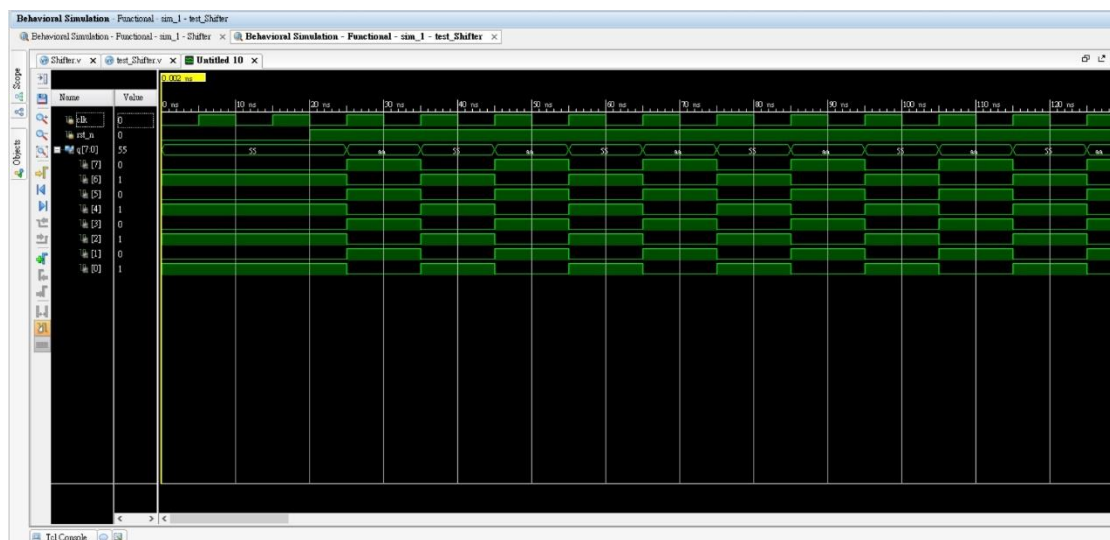 Behavioral Simulation - Functional - sim_1 - test_Shifter
Behavioral Simulation - Functional - sim_1 - Shifter × Behavioral Simulation - Functional - sim_1 - test_Shifter ×
Shifter.v × test_Shifter.v × Untitled 10 ×
Scope
Objects
0.002 ns
Name Value
0 ns 10 ns 20 ns 30 ns 40 ns 50 ns 60 ns 70 ns 80 ns 90 ns 100 ns 110 ns 120 ns
clk 0
rst_n 0
q[7:0] 55 55 aa 55 aa 55 aa 55 aa 55 aa 55 aa
[7] 0
[6] 1
[5] 0
[4] 1
[3] 0
[2] 1
[1] 0
[0] 1
Tcl Console